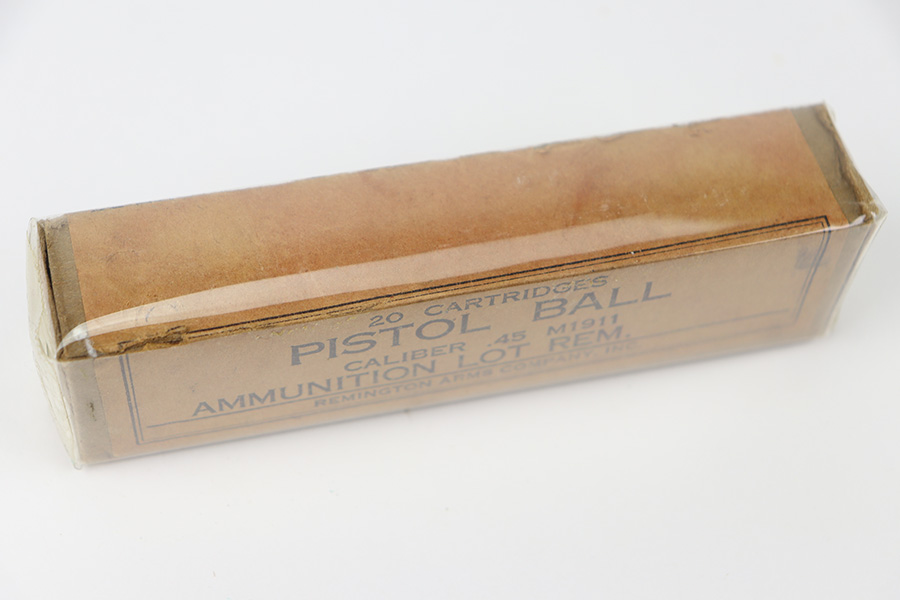 20 CARTRIDGES
PISTOL BALL
CALIBER .45 M1911
AMMUNITION LOT REM.
REMINGTON ARMS COMPANY, INC.